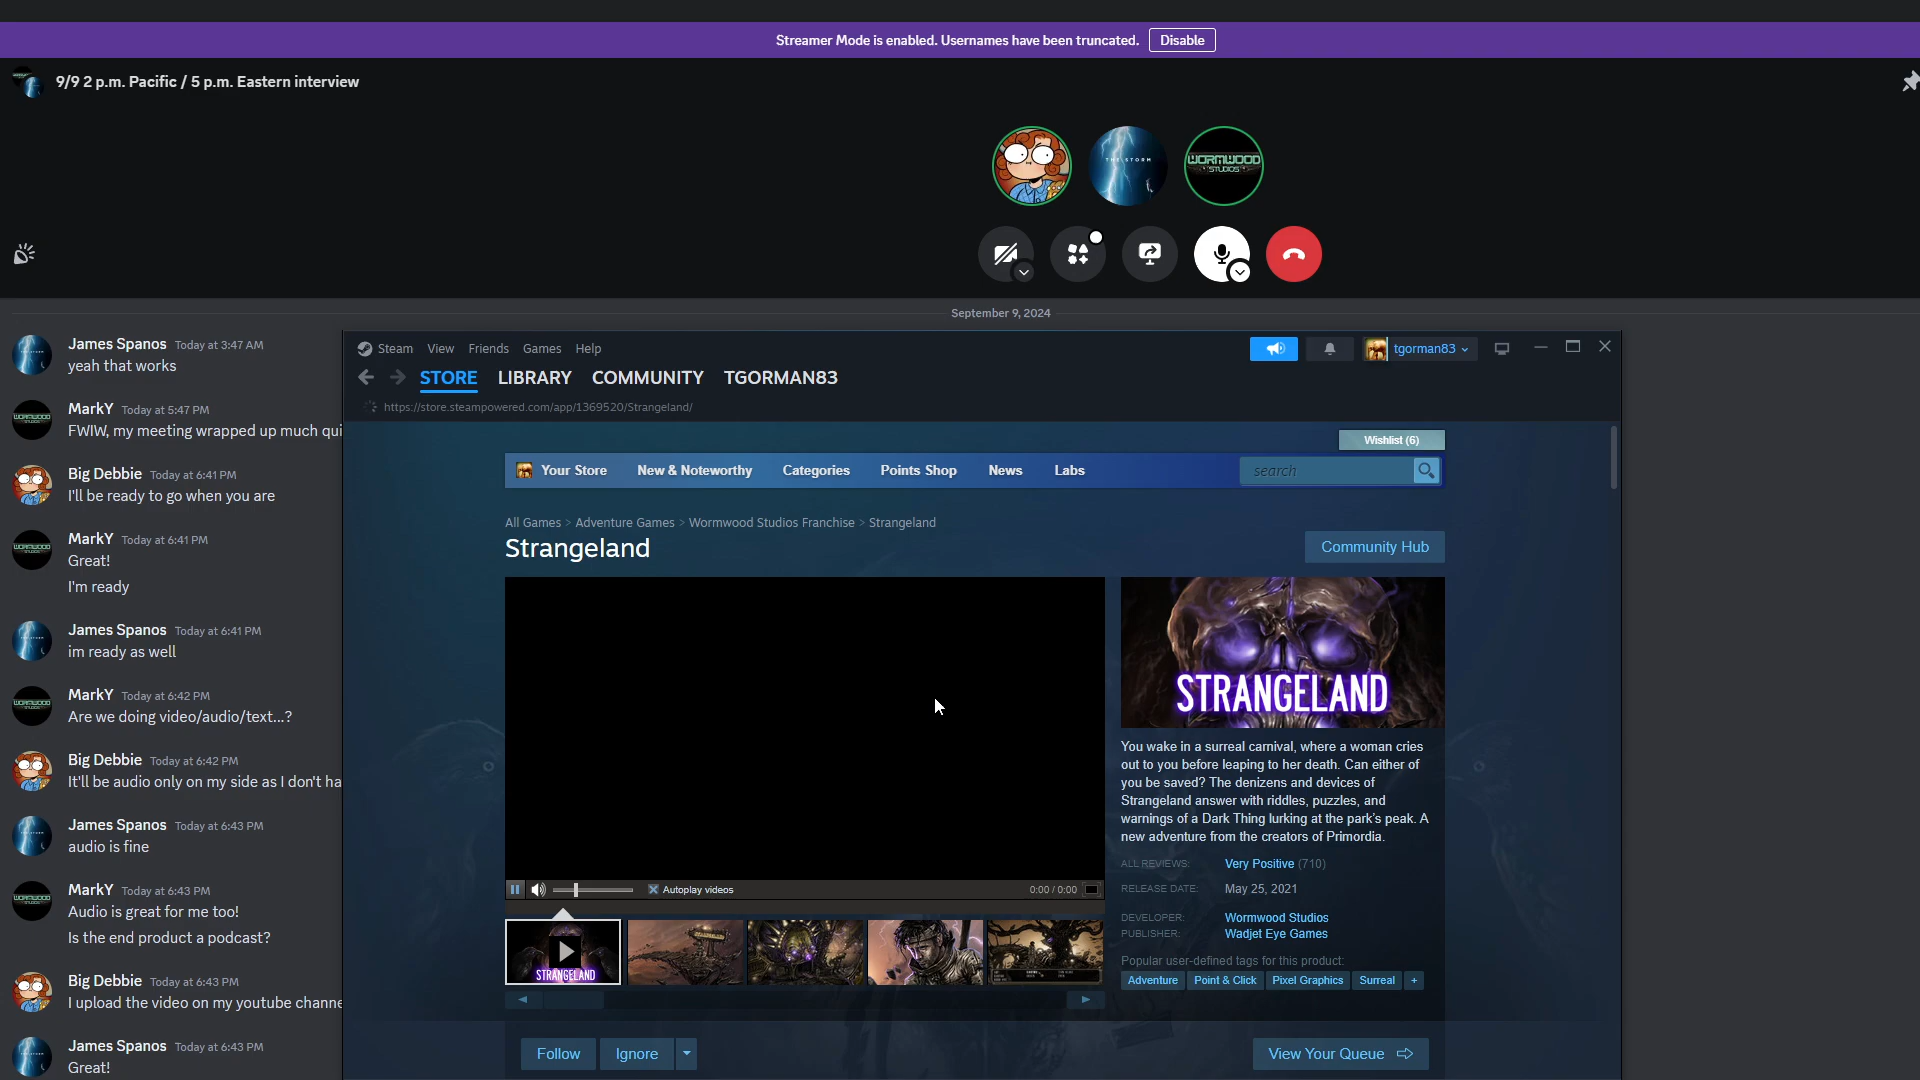 Streamer Mode is enabled. Usernames have been truncated. Disable
9/9 2 p.m. Pacific / 5 p.m. Eastern interview
THE STORM
WORMWOOD
STUDIOS
September 9, 2024
James Spanos Today at 3:47 AM
yeah that works
MarkY Today at 5:47 PM
FWIW, my meeting wrapped up much qui
Big Debbie Today at 6:41 PM
I'll be ready to go when you are
MarkY Today at 6:41 PM
Great!
I'm ready
James Spanos Today at 6:41 PM
im ready as well
MarkY Today at 6:42 PM
Are we doing video/audio/text...?
Big Debbie Today at 6:42 PM
It'll be audio only on my side as I don't ha
James Spanos Today at 6:43 PM
audio is fine
MarkY Today at 6:43 PM
Audio is great for me too!
Is the end product a podcast?
Big Debbie Today at 6:43 PM
I upload the video on my youtube channe
James Spanos Today at 6:43 PM
Great!
Steam View Friends Games Help
tgorman83
STORE LIBRARY COMMUNITY TGORMAN83
https://store.steampowered.com/app/1369520/Strangeland/
Wishlist (6)
Your Store New & Noteworthy Categories Points Shop News Labs search
All Games > Adventure Games > Wormwood Studios Franchise > Strangeland
Strangeland
Community Hub
Autoplay videos 0:00 / 0:00
STRANGELAND
STRANGELAND
You wake in a surreal carnival, where a woman cries
out to you before leaping to her death. Can either of
you be saved? The denizens and devices of
Strangeland answer with riddles, puzzles, and
warnings of a Dark Thing lurking at the park's peak. A
new adventure from the creators of Primordia.
ALL REVIEWS: Very Positive (710)
RELEASE DATE: May 25, 2021
DEVELOPER: Wormwood Studios
PUBLISHER: Wadjet Eye Games
Popular user-defined tags for this product:
Adventure Point & Click Pixel Graphics Surreal +
Follow Ignore View Your Queue